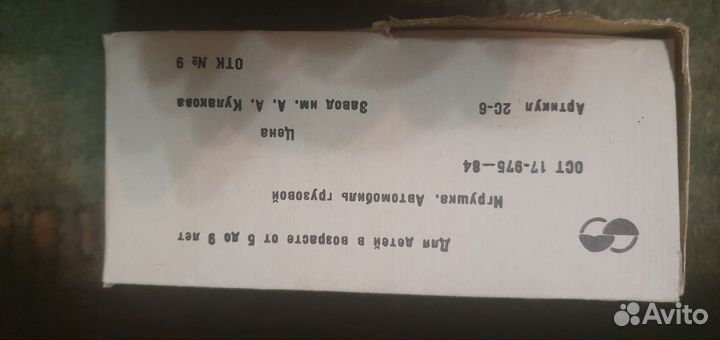 Для детей в возрасте от 5 до 9 лет
Игрушка. Автомобиль грузовой
ОСТ 17-975—84
Цена
Артикул 2С-6 Завод им. А. А. Кулакова
ОТК № 9
Avito